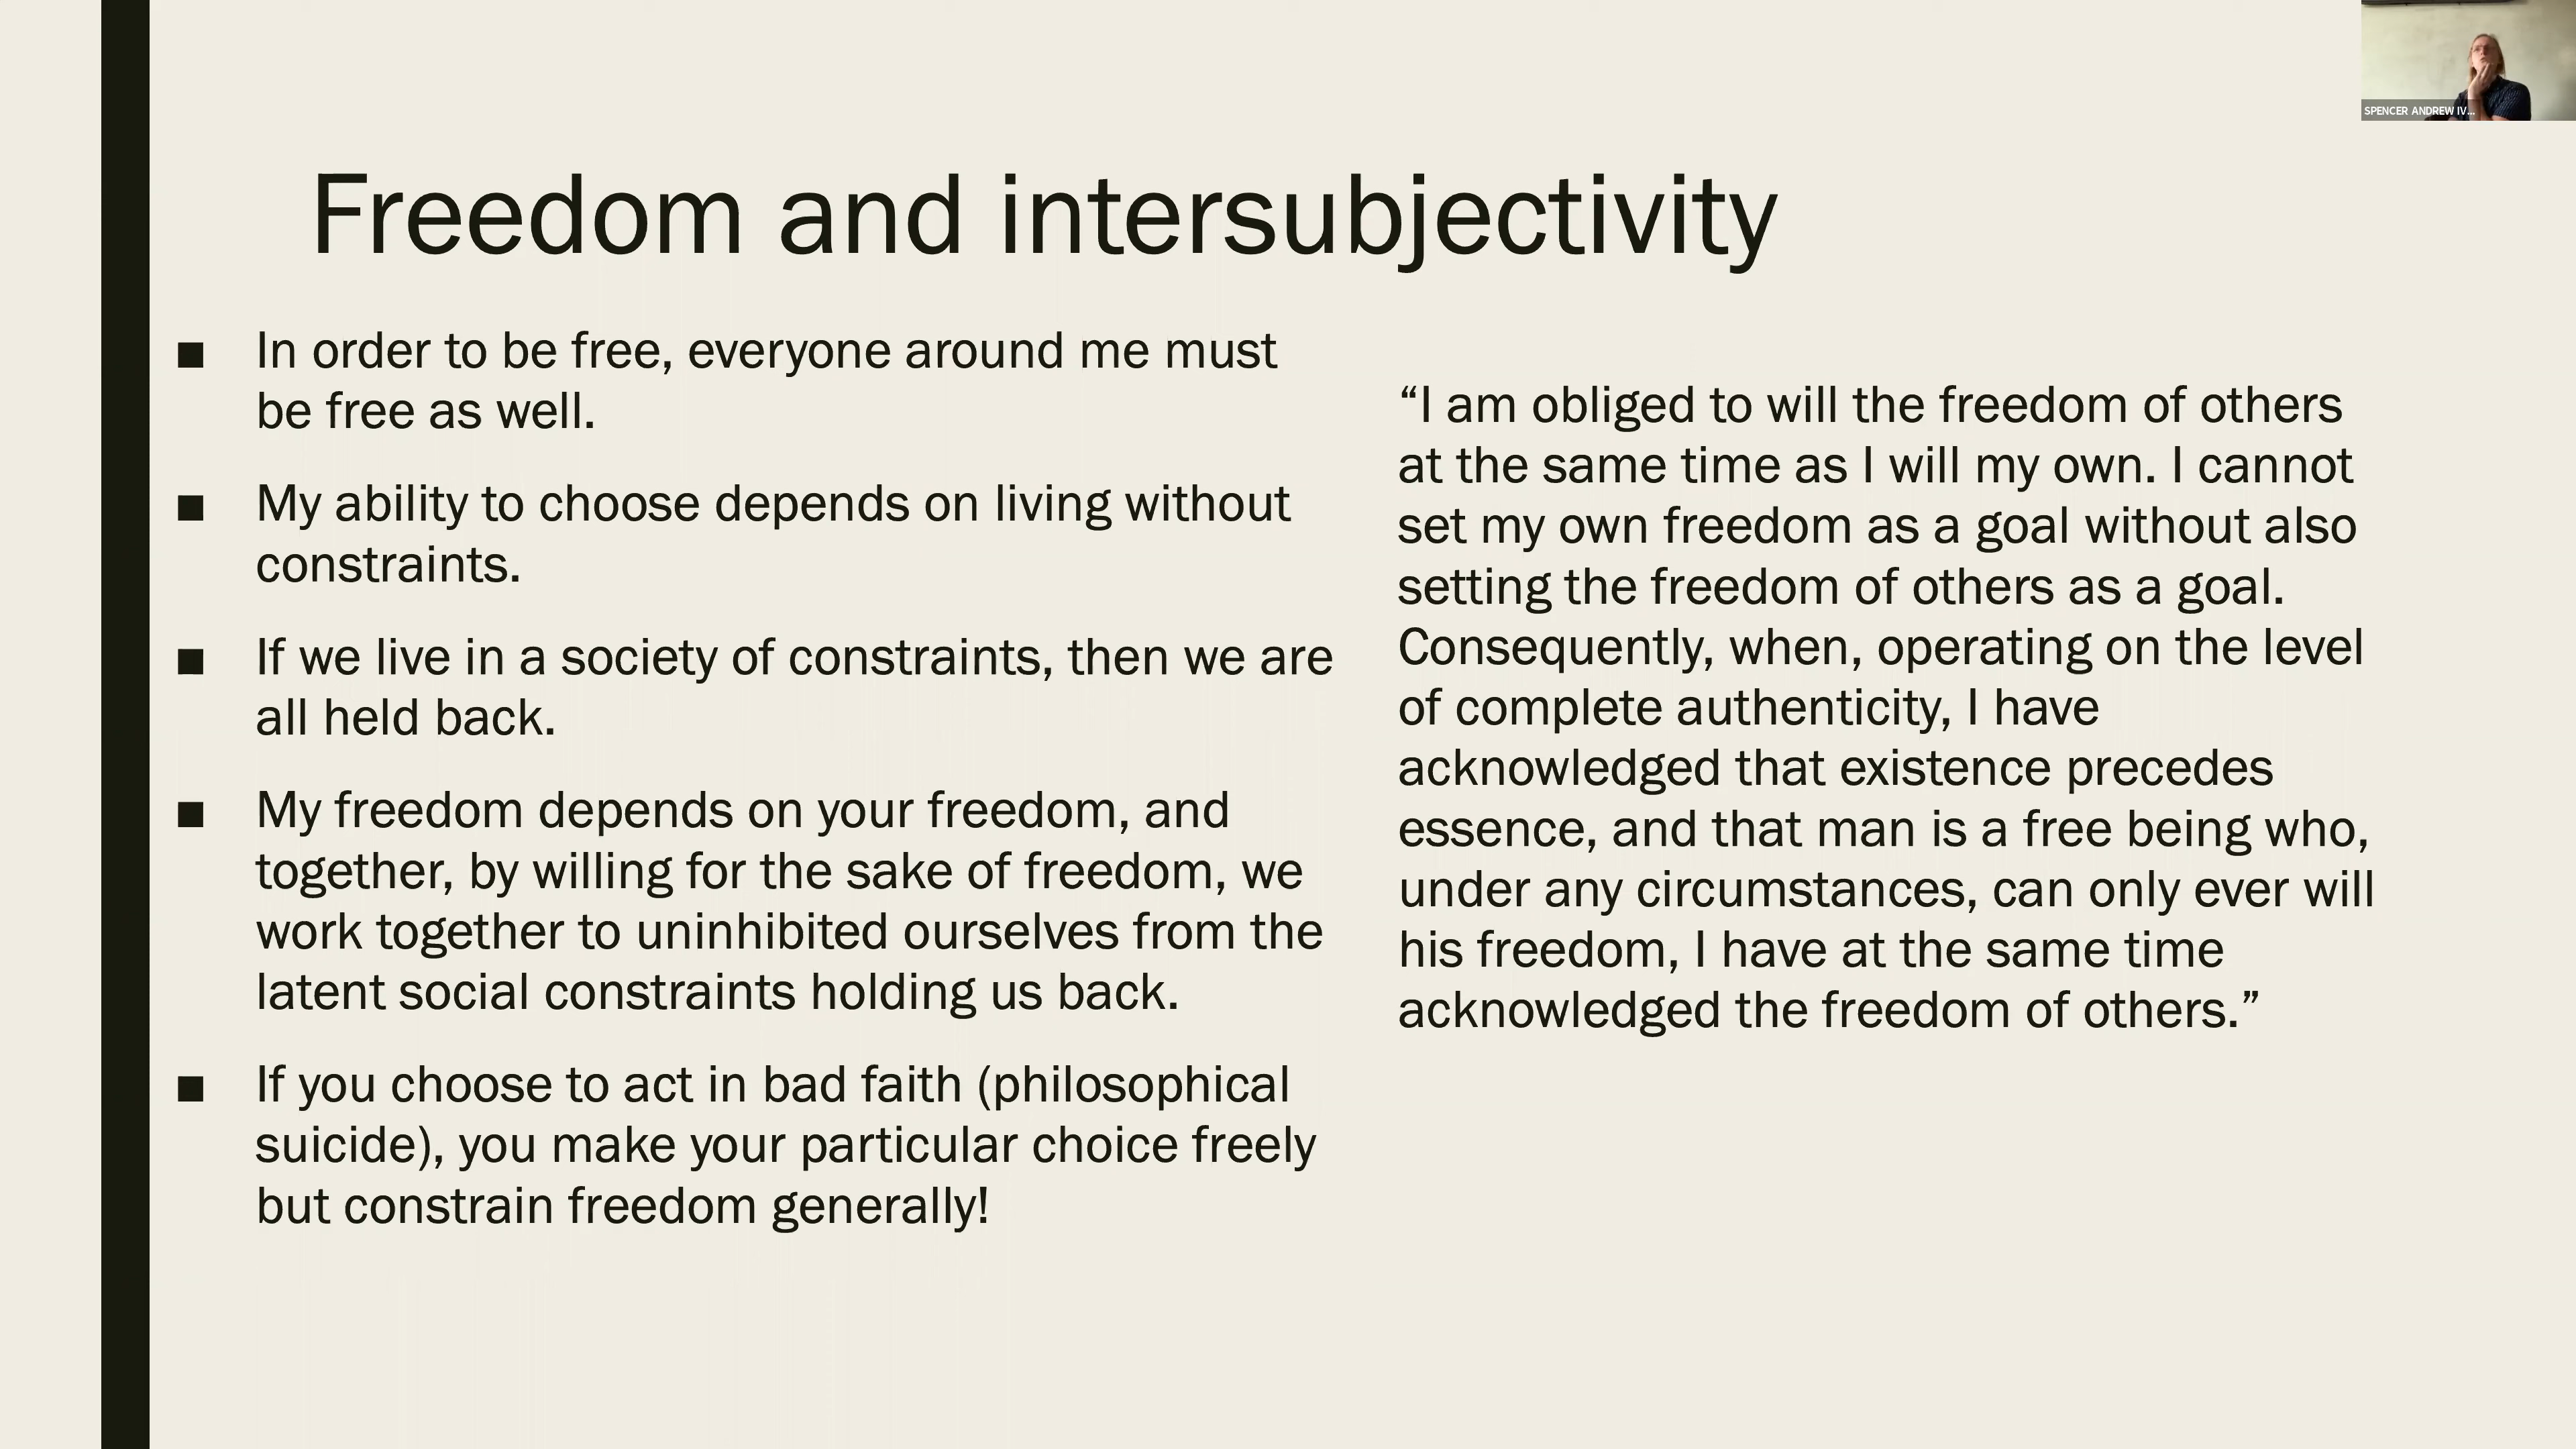 SPENCER ANDREW IV...
Freedom and intersubjectivity
■ In order to be free, everyone around me must
be free as well.
■ My ability to choose depends on living without
constraints.
■ If we live in a society of constraints, then we are
all held back.
■ My freedom depends on your freedom, and
together, by willing for the sake of freedom, we
work together to uninhibited ourselves from the
latent social constraints holding us back.
■ If you choose to act in bad faith (philosophical
suicide), you make your particular choice freely
but constrain freedom generally!
“I am obliged to will the freedom of others
at the same time as I will my own. I cannot
set my own freedom as a goal without also
setting the freedom of others as a goal.
Consequently, when, operating on the level
of complete authenticity, I have
acknowledged that existence precedes
essence, and that man is a free being who,
under any circumstances, can only ever will
his freedom, I have at the same time
acknowledged the freedom of others.”